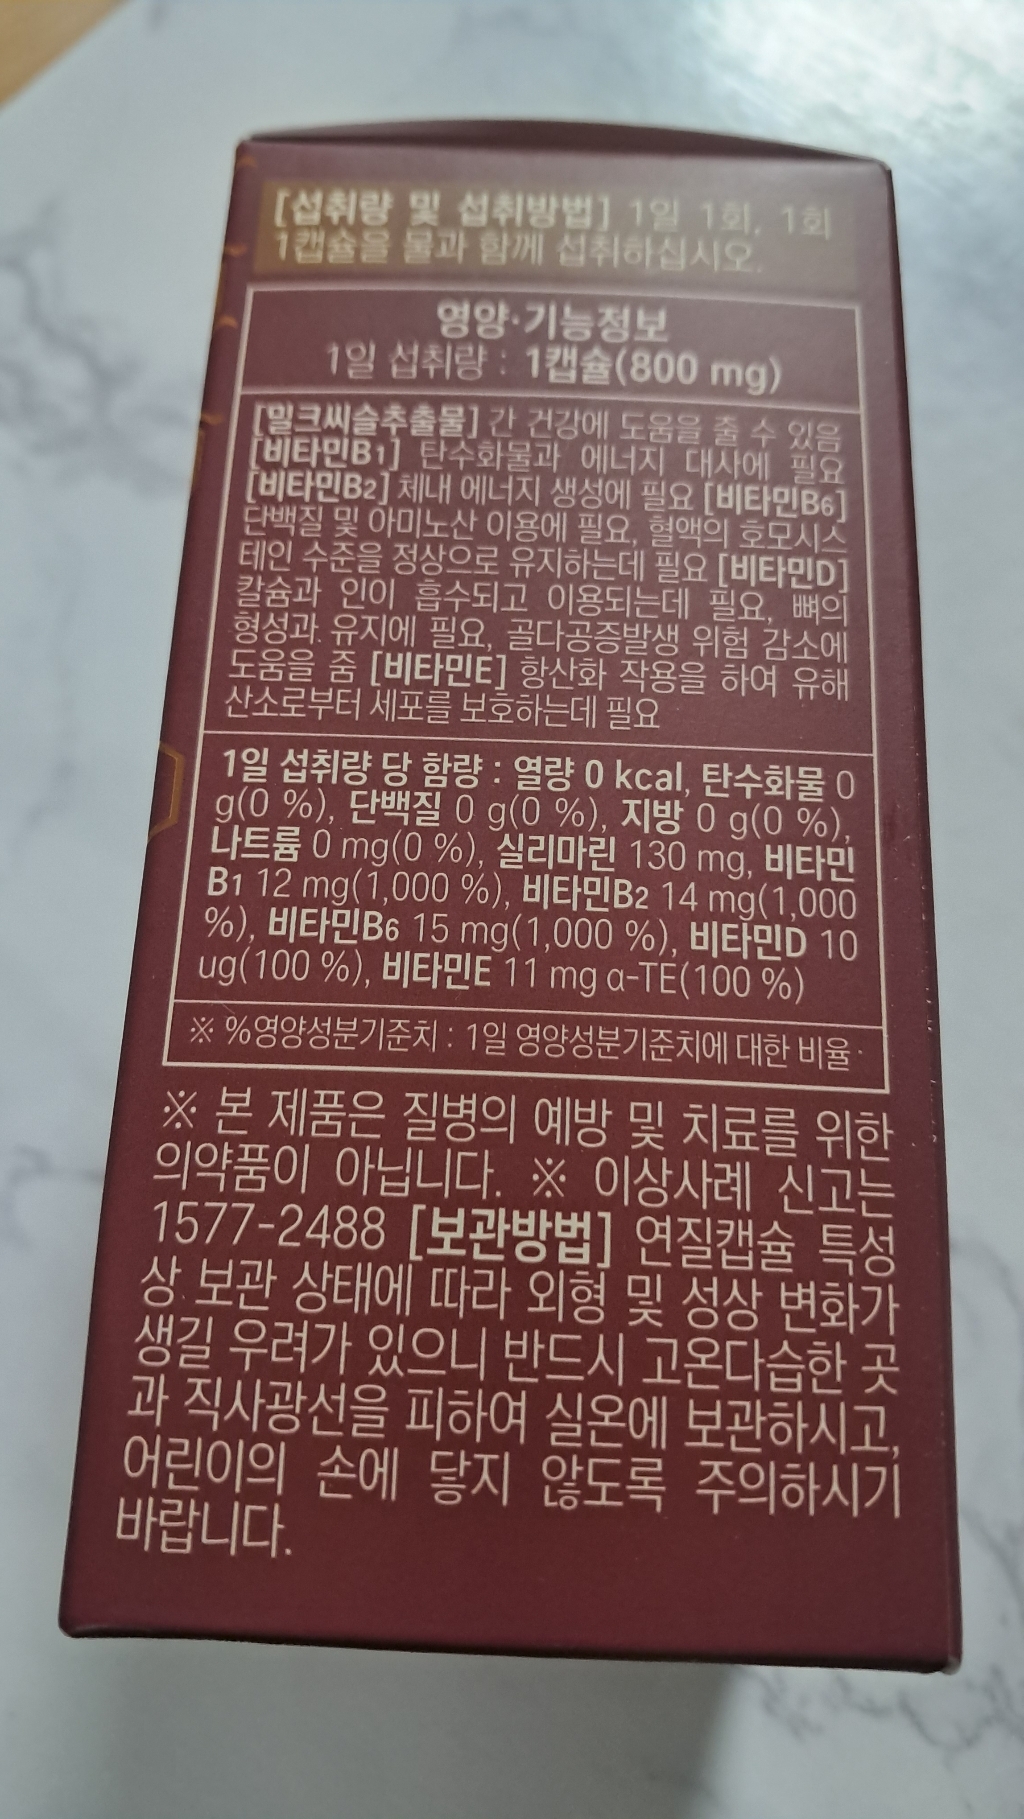 [섭취량 및 섭취방법] 1일 1회, 1회
1캡슐을 물과 함께 섭취하십시오.
영양·기능정보
1일 섭취량 : 1캡슐(800 mg)
[밀크씨슬추출물] 간 건강에 도움을 줄 수 있음
[비타민B1] 탄수화물과 에너지 대사에 필요
[비타민B2] 체내 에너지 생성에 필요 [비타민B6]
단백질 및 아미노산 이용에 필요, 혈액의 호모시스
테인 수준을 정상으로 유지하는데 필요 [비타민D]
칼슘과 인이 흡수되고 이용되는데 필요, 뼈의
형성과 유지에 필요, 골다공증발생 위험 감소에
도움을 줌 [비타민E] 항산화 작용을 하여 유해
산소로부터 세포를 보호하는데 필요
1일 섭취량 당 함량 : 열량 0 kcal, 탄수화물 0
g(0 %), 단백질 0 g(0 %), 지방 0 g(0 %),
나트륨 0 mg(0 %), 실리마린 130 mg, 비타민
B1 12 mg(1,000 %), 비타민B2 14 mg(1,000
%), 비타민B6 15 mg(1,000 %), 비타민D 10
ug(100 %), 비타민E 11 mg α-TE(100 %)
※ %영양성분기준치 : 1일 영양성분기준치에 대한 비율
※ 본 제품은 질병의 예방 및 치료를 위한
의약품이 아닙니다. ※ 이상사례 신고는
1577-2488 [보관방법] 연질캡슐 특성
상 보관 상태에 따라 외형 및 성상 변화가
생길 우려가 있으니 반드시 고온다습한 곳
과 직사광선을 피하여 실온에 보관하시고,
어린이의 손에 닿지 않도록 주의하시기
바랍니다.